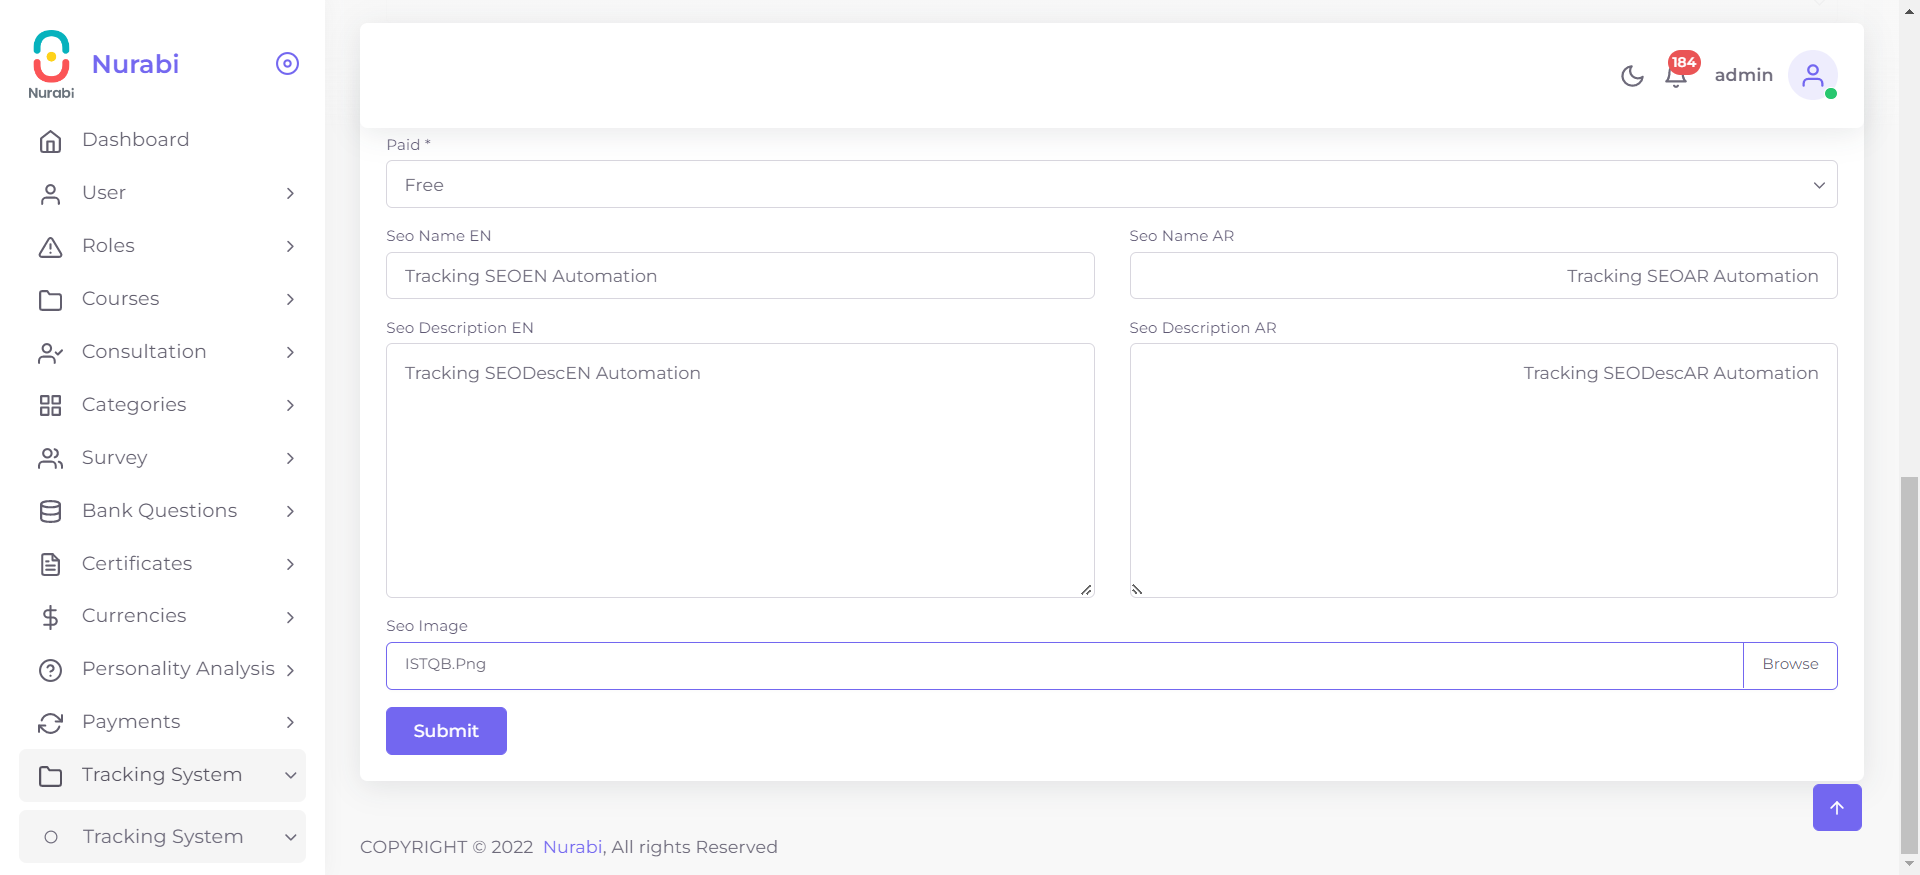 Nurabi
Nurabi
Dashboard
User
Roles
Courses
Consultation
Categories
Survey
Bank Questions
Certificates
Currencies
Personality Analysis
Payments
Tracking System
Tracking System
184
admin
Paid *
Free
Seo Name EN
Seo Name AR
Tracking SEOEN Automation
Tracking SEOAR Automation
Seo Description EN
Seo Description AR
Tracking SEODescEN Automation
Tracking SEODescAR Automation
Seo Image
ISTQB.Png
Browse
Submit
COPYRIGHT © 2022 Nurabi, All rights Reserved